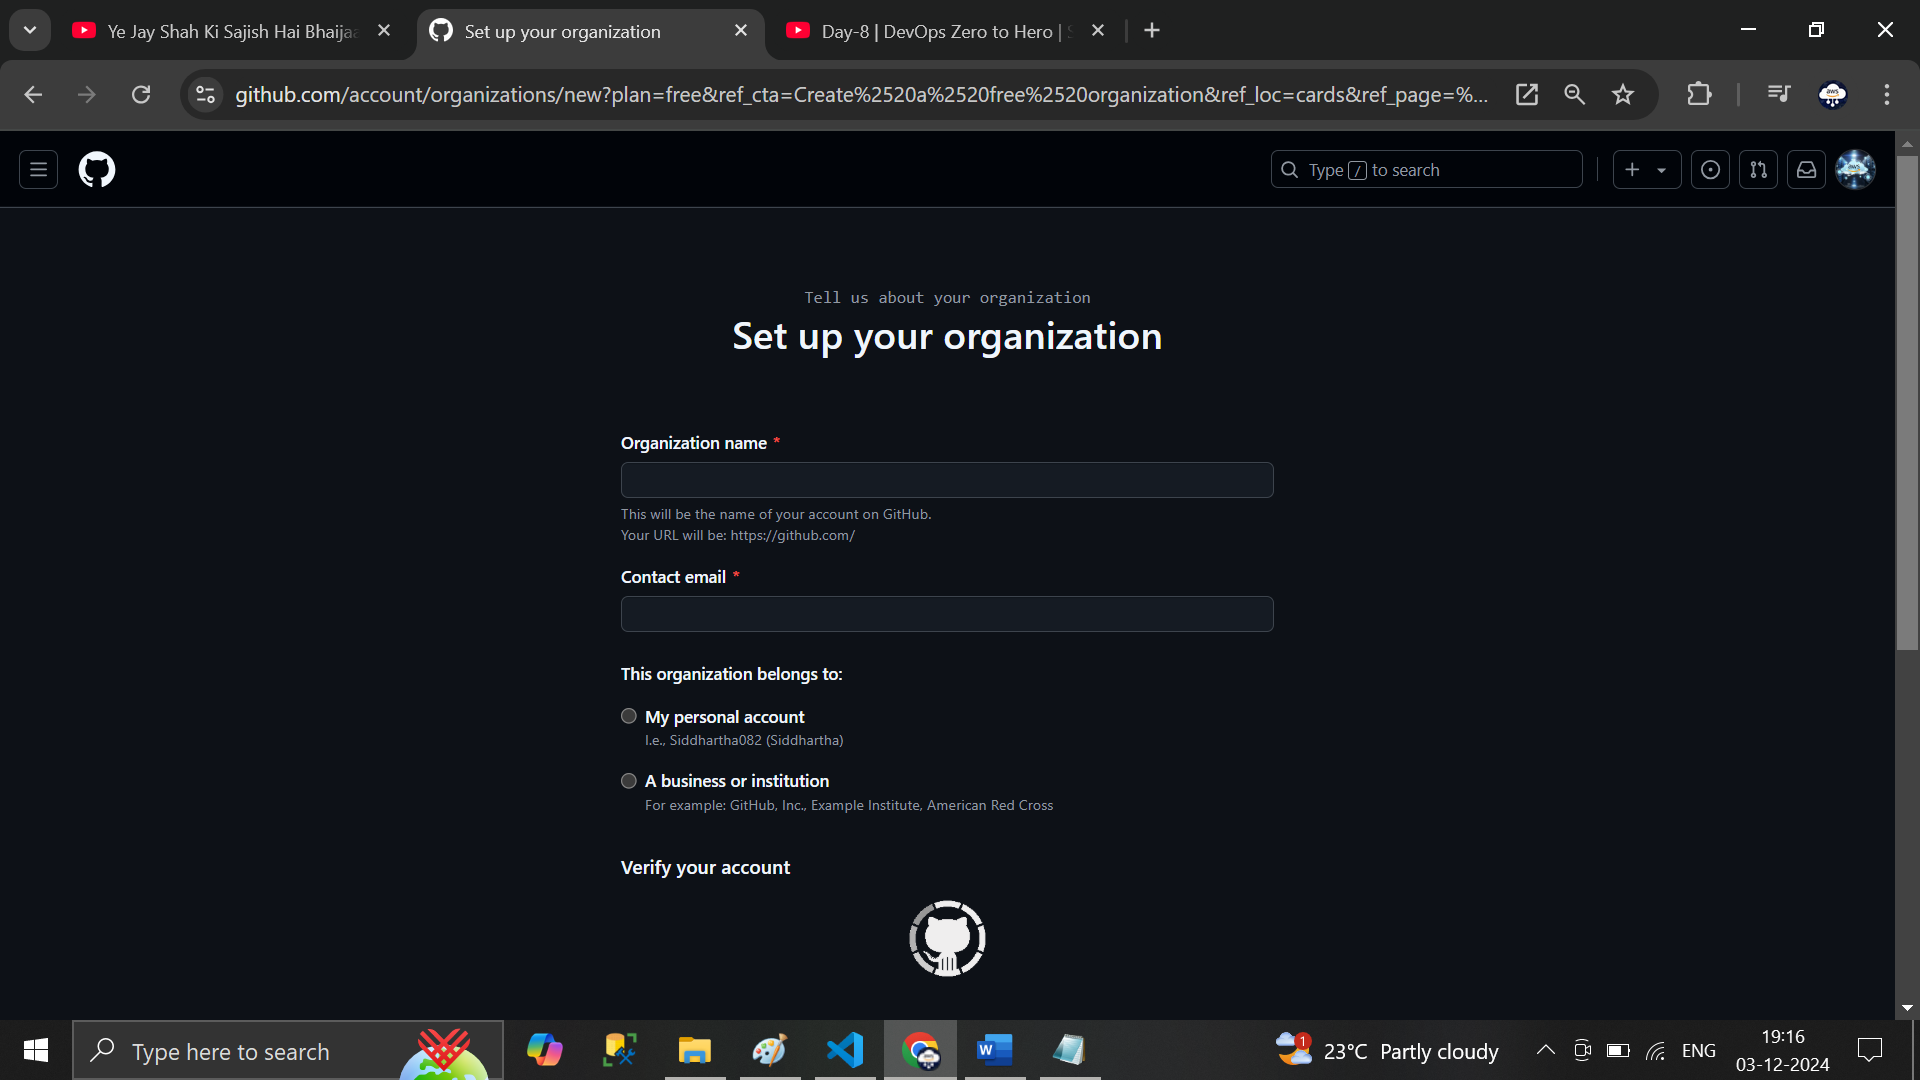 Ye Jay Shah Ki Sajish Hai Bhaijaa
Set up your organization
Day-8 | DevOps Zero to Hero |
github.com/account/organizations/new?plan=free&ref_cta=Create%2520a%2520free%2520organization&ref_loc=cards&ref_page=%...
aws
Type / to search
aws
Tell us about your organization
Set up your organization
Organization name *
This will be the name of your account on GitHub.
Your URL will be: https://github.com/
Contact email *
This organization belongs to:
My personal account
I.e., Siddhartha082 (Siddhartha)
A business or institution
For example: GitHub, Inc., Example Institute, American Red Cross
Verify your account
Type here to search
W
1
23°C Partly cloudy
ENG
19:16
03-12-2024